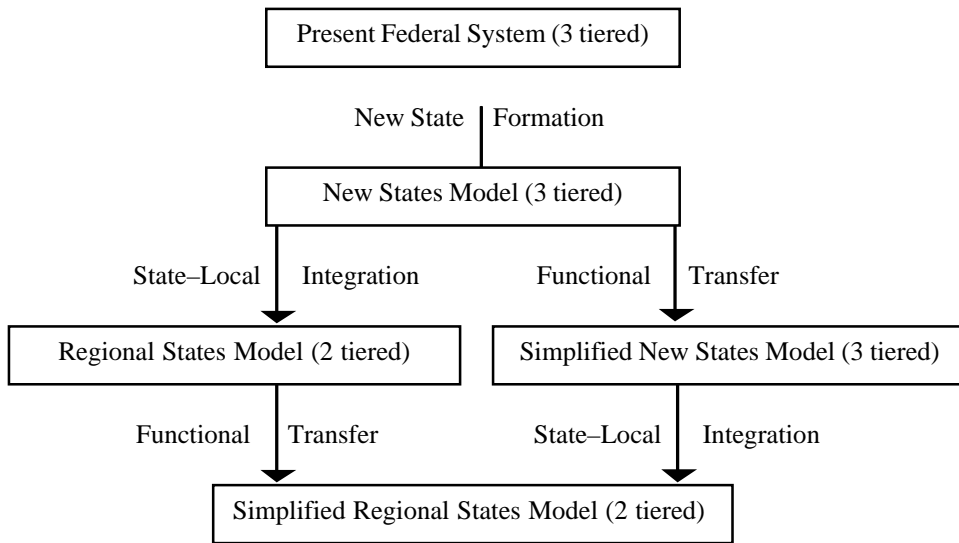 Present Federal System (3 tiered)
New State Formation
New States Model (3 tiered)
State–Local Integration
Functional Transfer
Regional States Model (2 tiered)
Simplified New States Model (3 tiered)
Functional Transfer
State–Local Integration
Simplified Regional States Model (2 tiered)